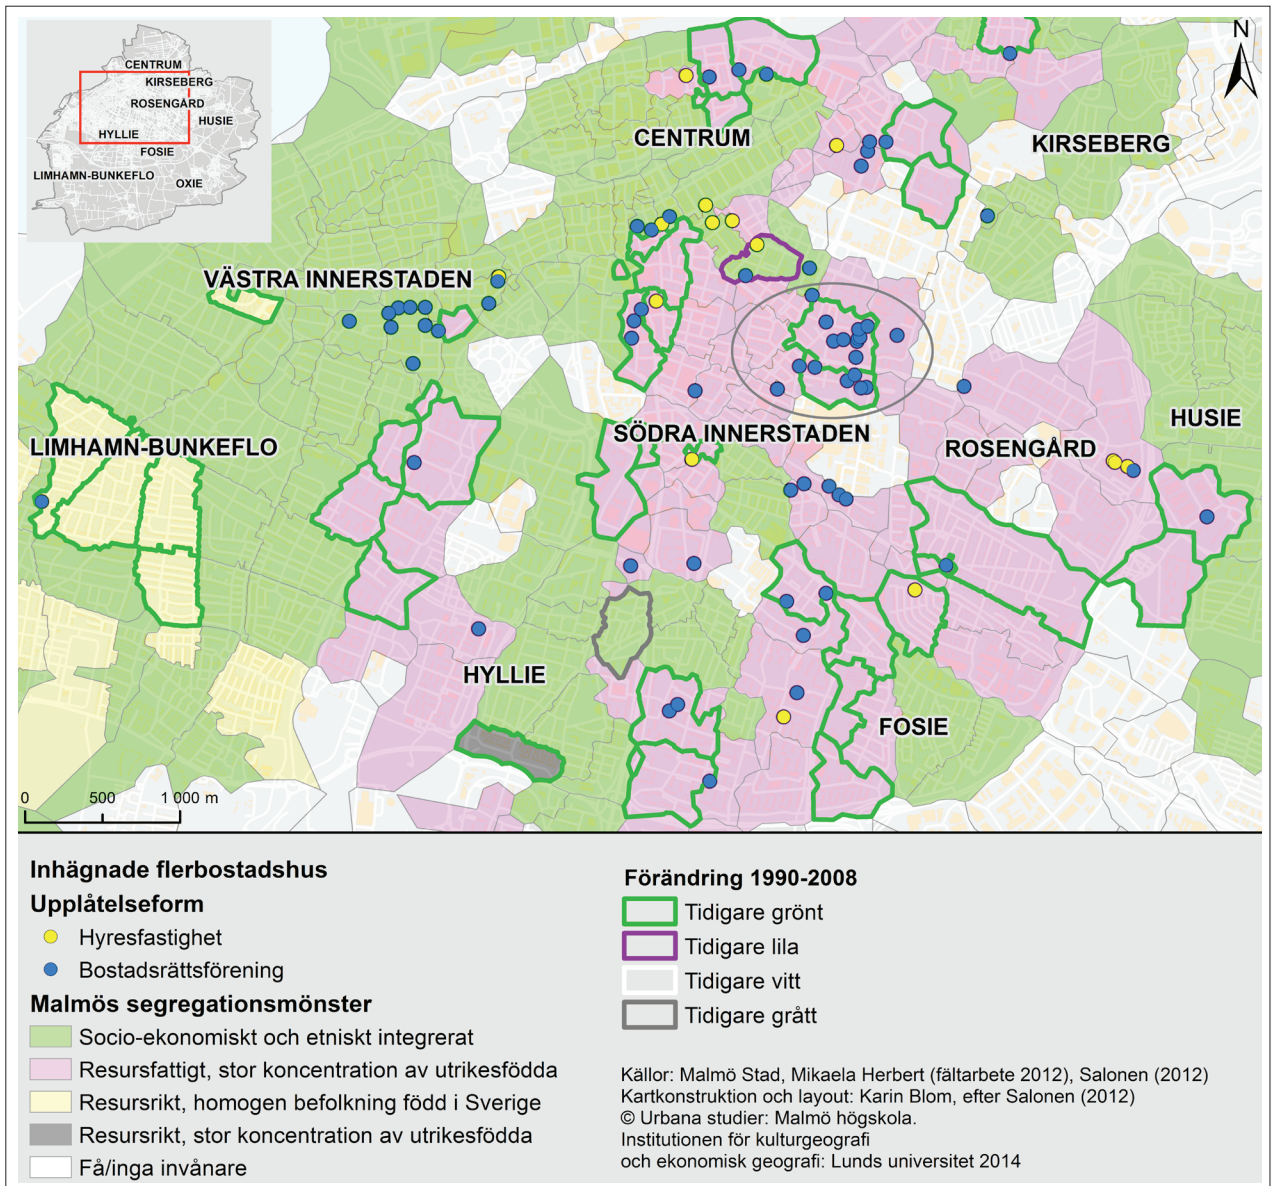 CENTRUM
KIRSEBERG
ROSENGÅRD
HUSIE
HYLLIE
FOSIE
LIMHAMN-BUNKEFLO
OXIE
N
CENTRUM
KIRSEBERG
VÄSTRA INNERSTADEN
HUSIE
SÖDRA INNERSTADEN
LIMHAMN-BUNKEFLO
ROSENGÅRD
HYLLIE
FOSIE
0 500 1 000 m
Inhägnade flerbostadshus
Upplåtelseform
Hyresfastighet
Bostadsrättsförening
Malmös segregationsmönster
Socio-ekonomiskt och etniskt integrerat
Resursfattigt, stor koncentration av utrikesfödda
Resursrikt, homogen befolkning född i Sverige
Resursrikt, stor koncentration av utrikesfödda
Få/inga invånare
Förändring 1990-2008
Tidigare grönt
Tidigare lila
Tidigare vitt
Tidigare grått
Källor: Malmö Stad, Mikaela Herbert (fältarbete 2012), Salonen (2012)
Kartkonstruktion och layout: Karin Blom, efter Salonen (2012)
© Urbana studier: Malmö högskola.
Institutionen för kulturgeografi
och ekonomisk geografi: Lunds universitet 2014